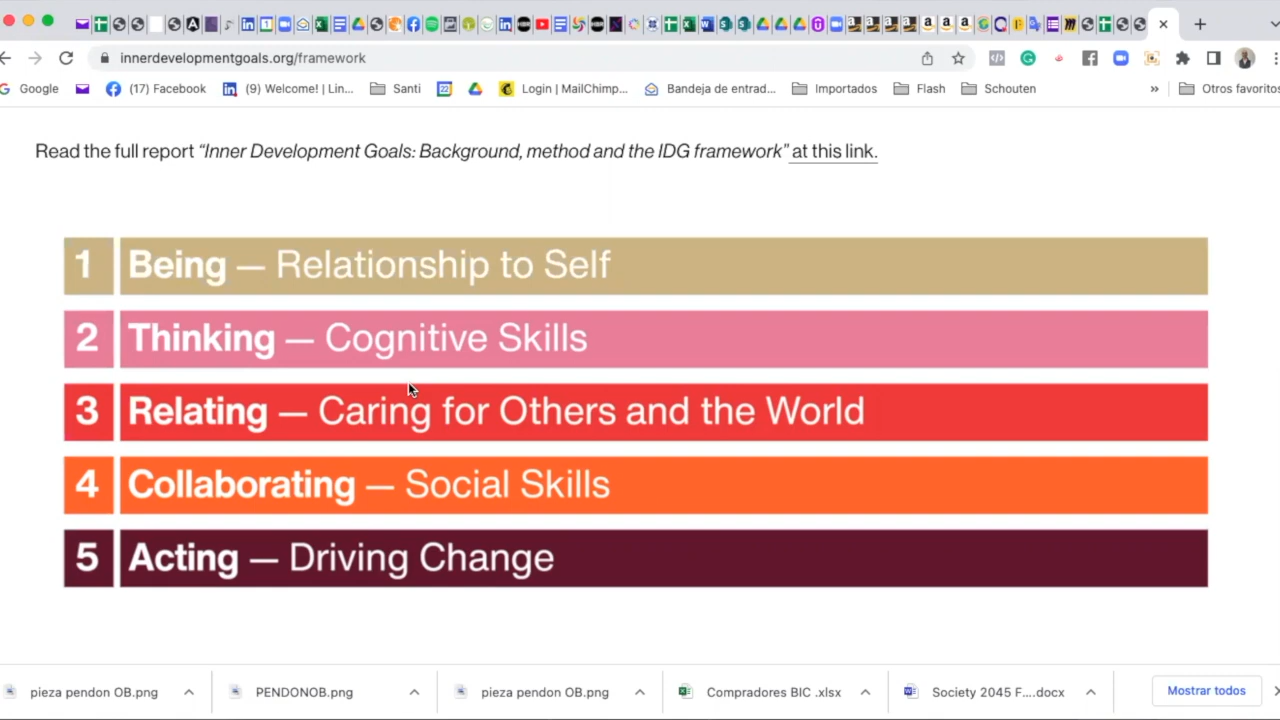 innerdevelopmentgoals.org/framework
Google
(17) Facebook
(9) Welcome! | Lin...
Santi
Login | MailChimp...
Bandeja de entrad...
Importados
Flash
Schouten
»
Otros favoritos
Read the full report “Inner Development Goals: Background, method and the IDG framework” at this link.
1 Being — Relationship to Self
2 Thinking — Cognitive Skills
3 Relating — Caring for Others and the World
4 Collaborating — Social Skills
5 Acting — Driving Change
pieza pendon OB.png
PENDONOB.png
pieza pendon OB.png
Compradores BIC .xlsx
Society 2045 F....docx
Mostrar todos